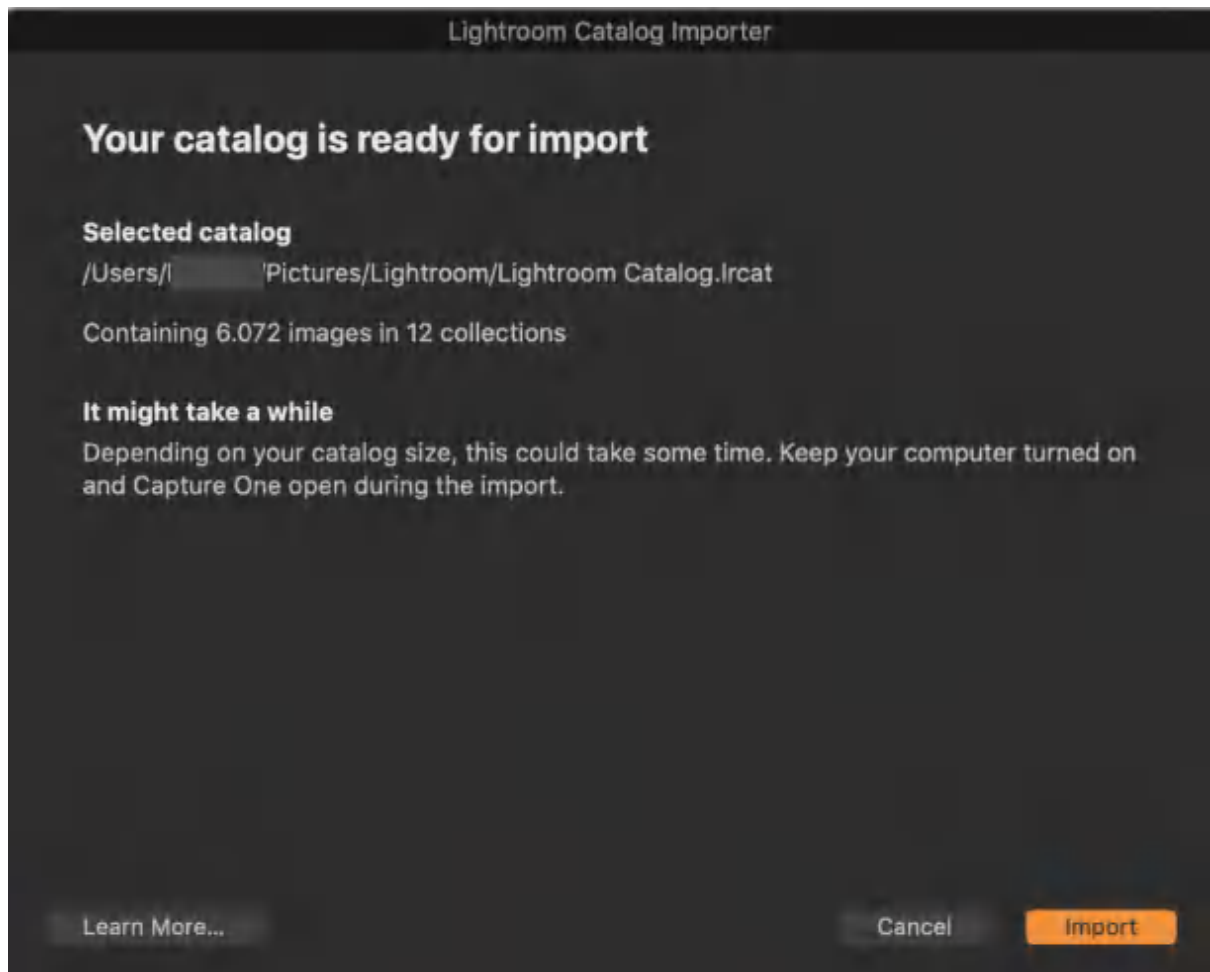 Lightroom Catalog Importer
Your catalog is ready for import
Selected catalog
/Users/ /Pictures/Lightroom/Lightroom Catalog.lrcat
Containing 6.072 images in 12 collections
It might take a while
Depending on your catalog size, this could take some time. Keep your computer turned on
and Capture One open during the import.
Learn More...
Cancel
Import